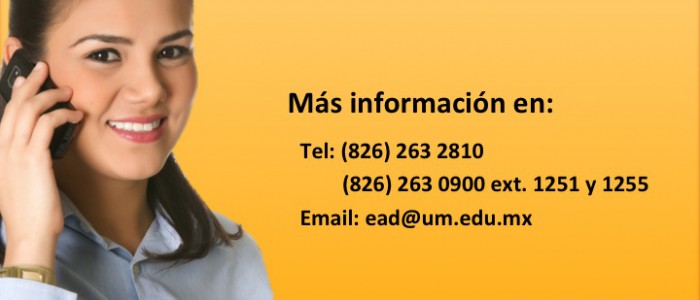 Más información en:
Tel: (826) 263 2810
(826) 263 0900 ext. 1251 y 1255
Email: ead@um.edu.mx